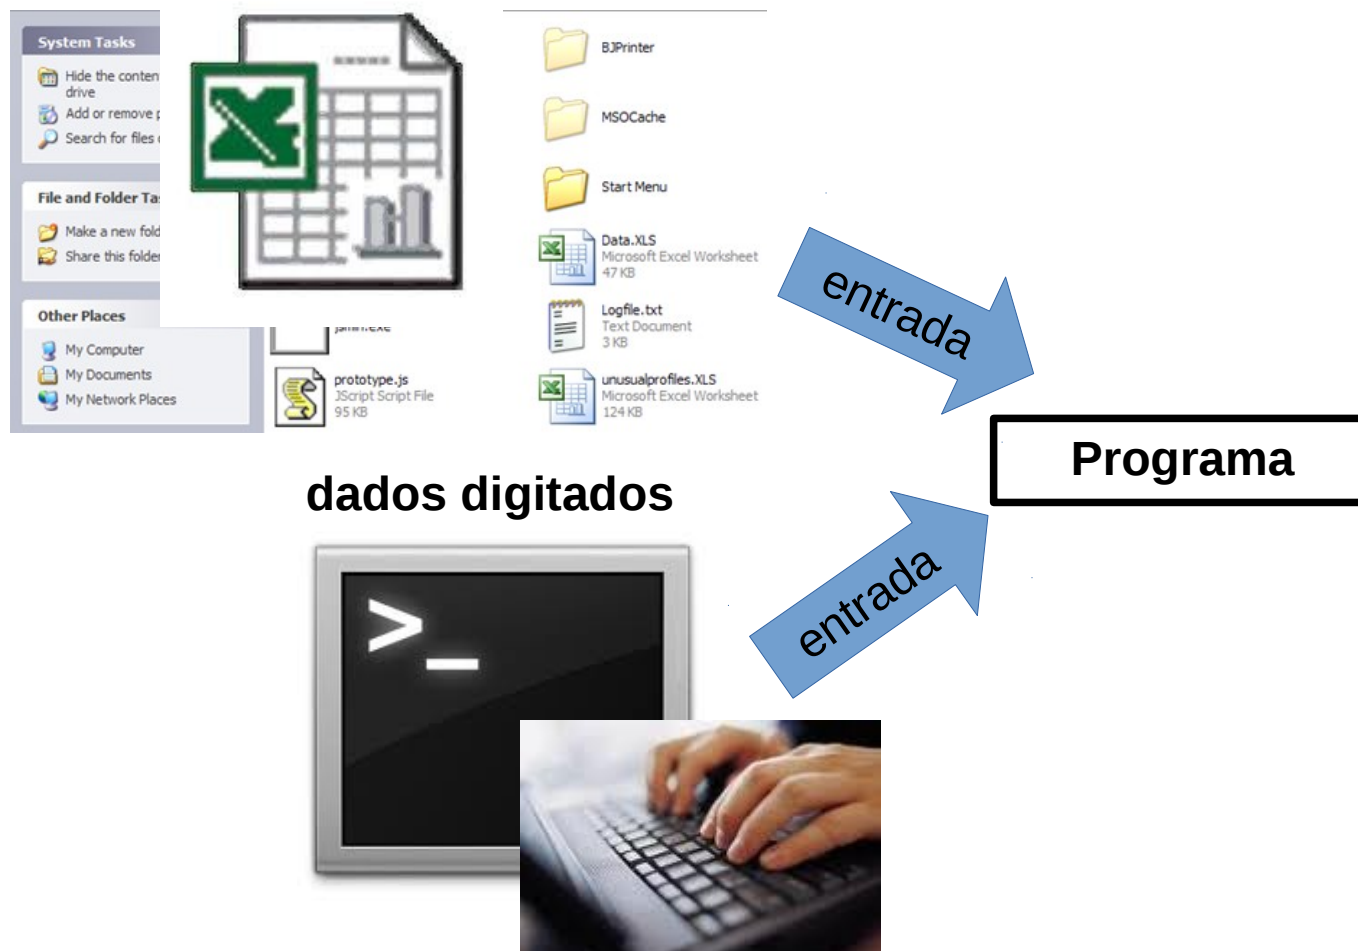 System Tasks
Hide the conten
drive
Add or remove p
Search for files
File and Folder Ta
Make a new fold
Share this folder
Other Places
My Computer
My Documents
My Network Places
jsmin.exe
prototype.js
JScript Script File
95 KB
BJPrinter
MSOCache
Start Menu
Data.XLS
Microsoft Excel Worksheet
47 KB
Logfile.txt
Text Document
3 KB
unusualprofiles.XLS
Microsoft Excel Worksheet
124 KB
entrada
Programa
dados digitados
>_
entrada